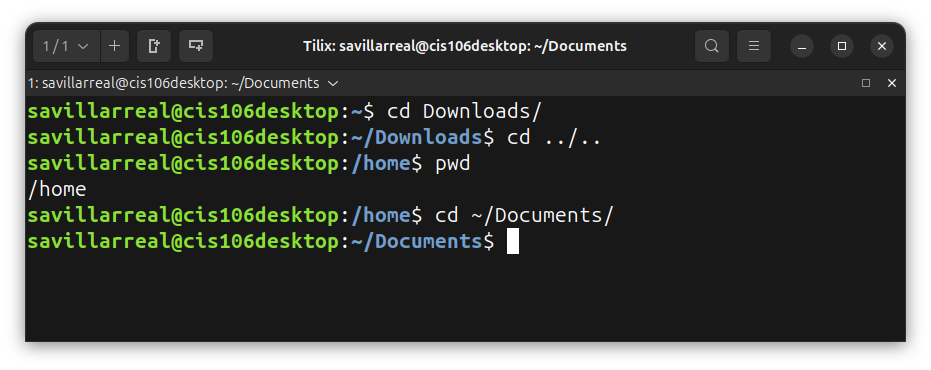 1 / 1
Tilix: savillarreal@cis106desktop: ~/Documents
1: savillarreal@cis106desktop: ~/Documents
savillarreal@cis106desktop:~$ cd Downloads/
savillarreal@cis106desktop:~/Downloads$ cd ../..
savillarreal@cis106desktop:/home$ pwd
/home
savillarreal@cis106desktop:/home$ cd ~/Documents/
savillarreal@cis106desktop:~/Documents$